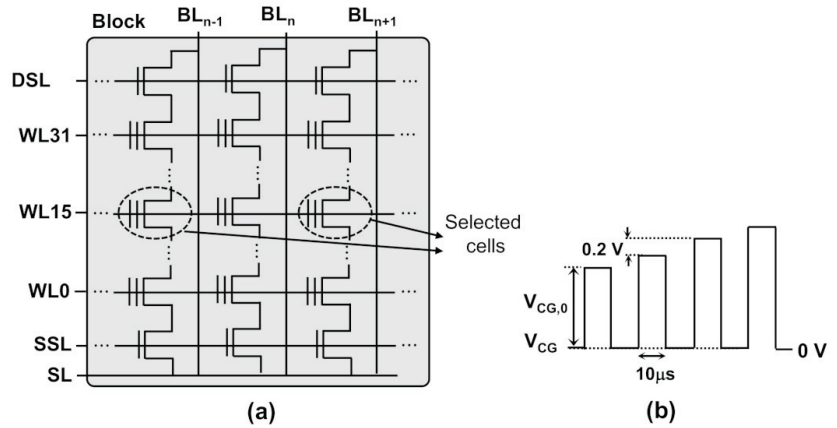 Block
BLn-1
BLn
BLn+1
DSL
WL31
WL15
WL0
SSL
SL
Selected
cells
(a)
0.2 V
VCG,0
VCG
0 V
10µs
(b)